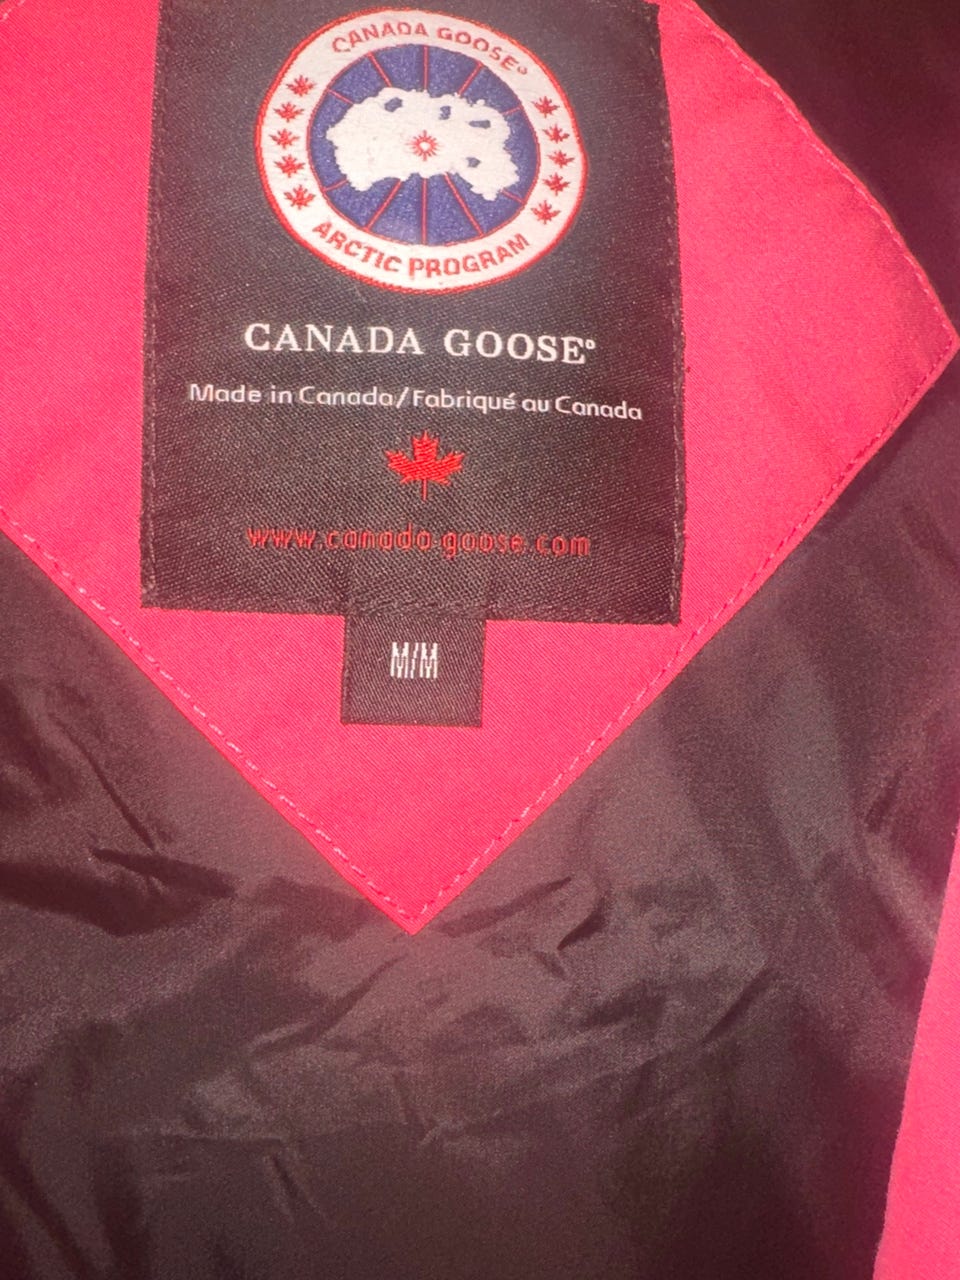 CANADA GOOSE®
ARCTIC PROGRAM
CANADA GOOSE®
Made in Canada/Fabriqué au Canada
www.canada-goose.com
M/M